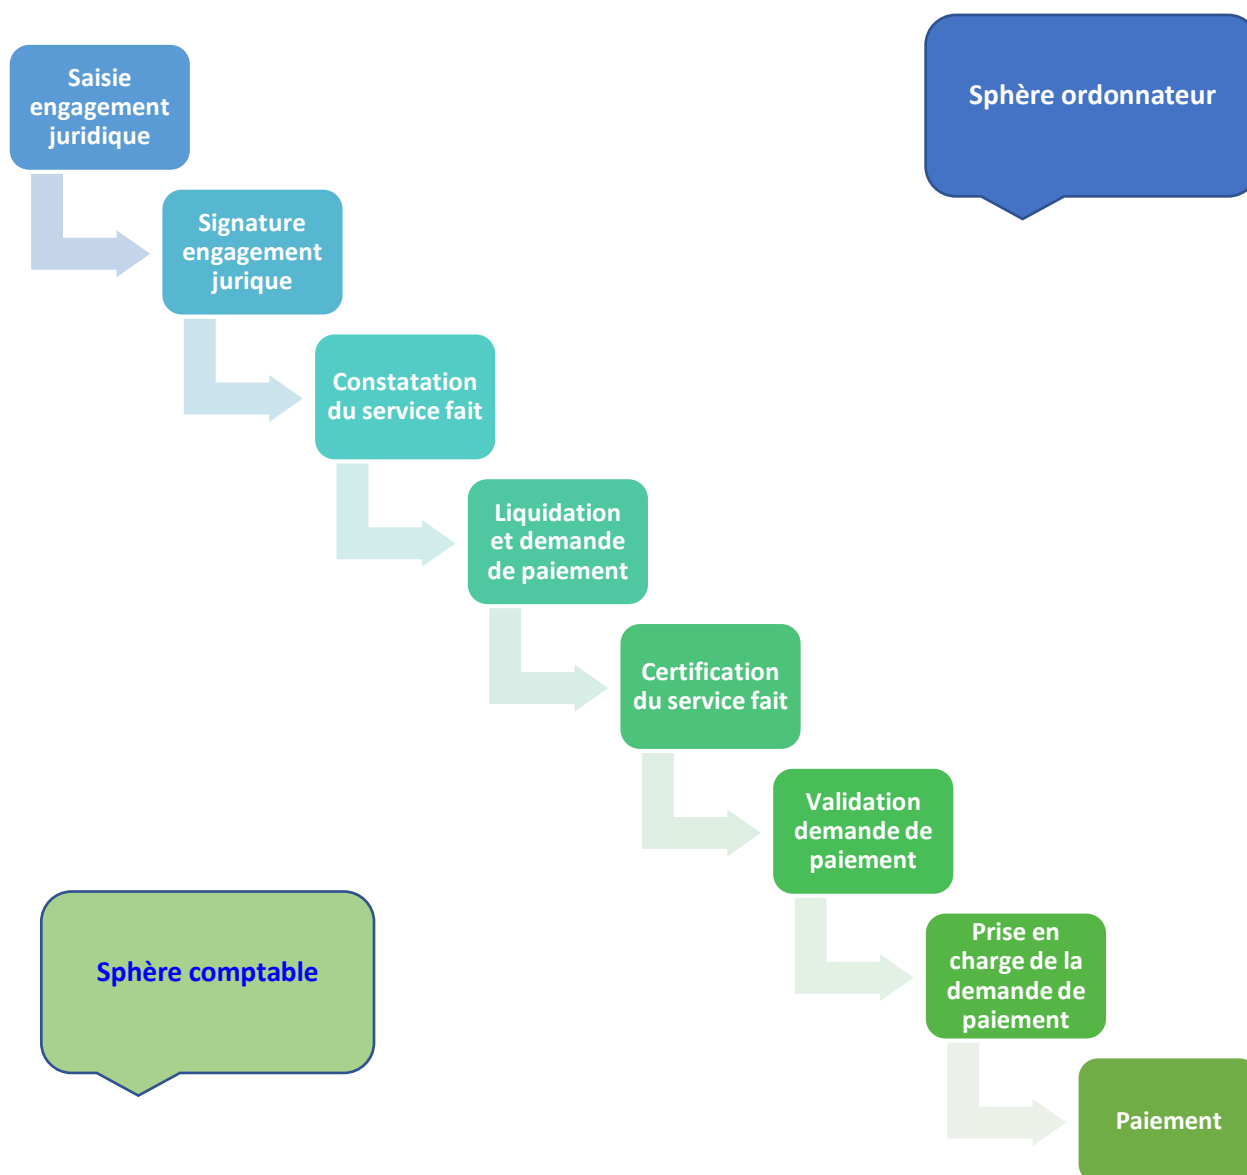 Saisie
engagement
juridique
Sphère ordonnateur
Signature
engagement
jurique
Constatation
du service fait
Liquidation
et demande
de paiement
Certification
du service fait
Validation
demande de
paiement
Sphère comptable
Prise en
charge de la
demande de
paiement
Paiement